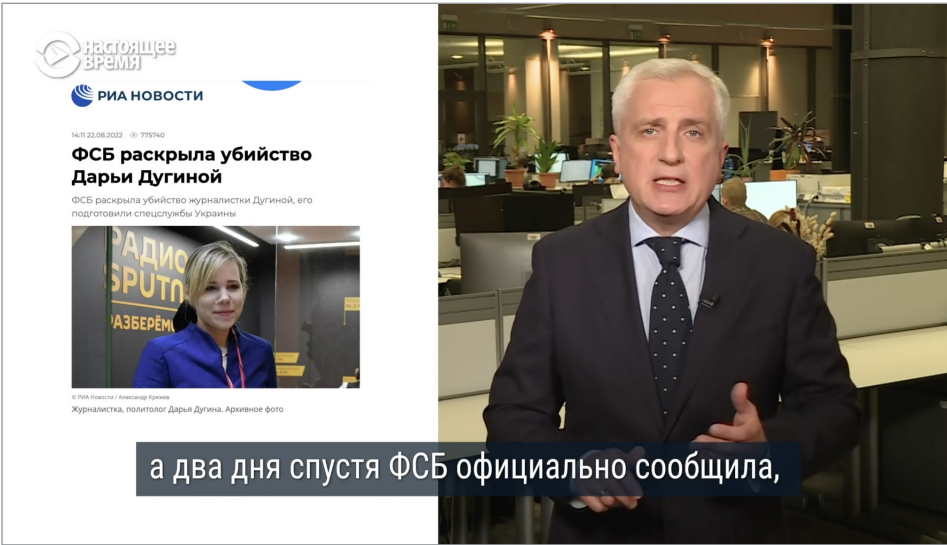 НАСТОЯЩЕЕ
ВРЕМЯ
РИА НОВОСТИ
14:11 22.08.2022 775740
ФСБ раскрыла убийство
Дарьи Дугиной
ФСБ раскрыла убийство журналистки Дугиной, его
подготовили спецслужбы Украины
РАДИО
SPUTN
РАЗБЕРЁМ
© РИА Новости / Александр Кряжев
Журналистка, политолог Дарья Дугина. Архивное фото
а два дня спустя ФСБ официально сообщила,